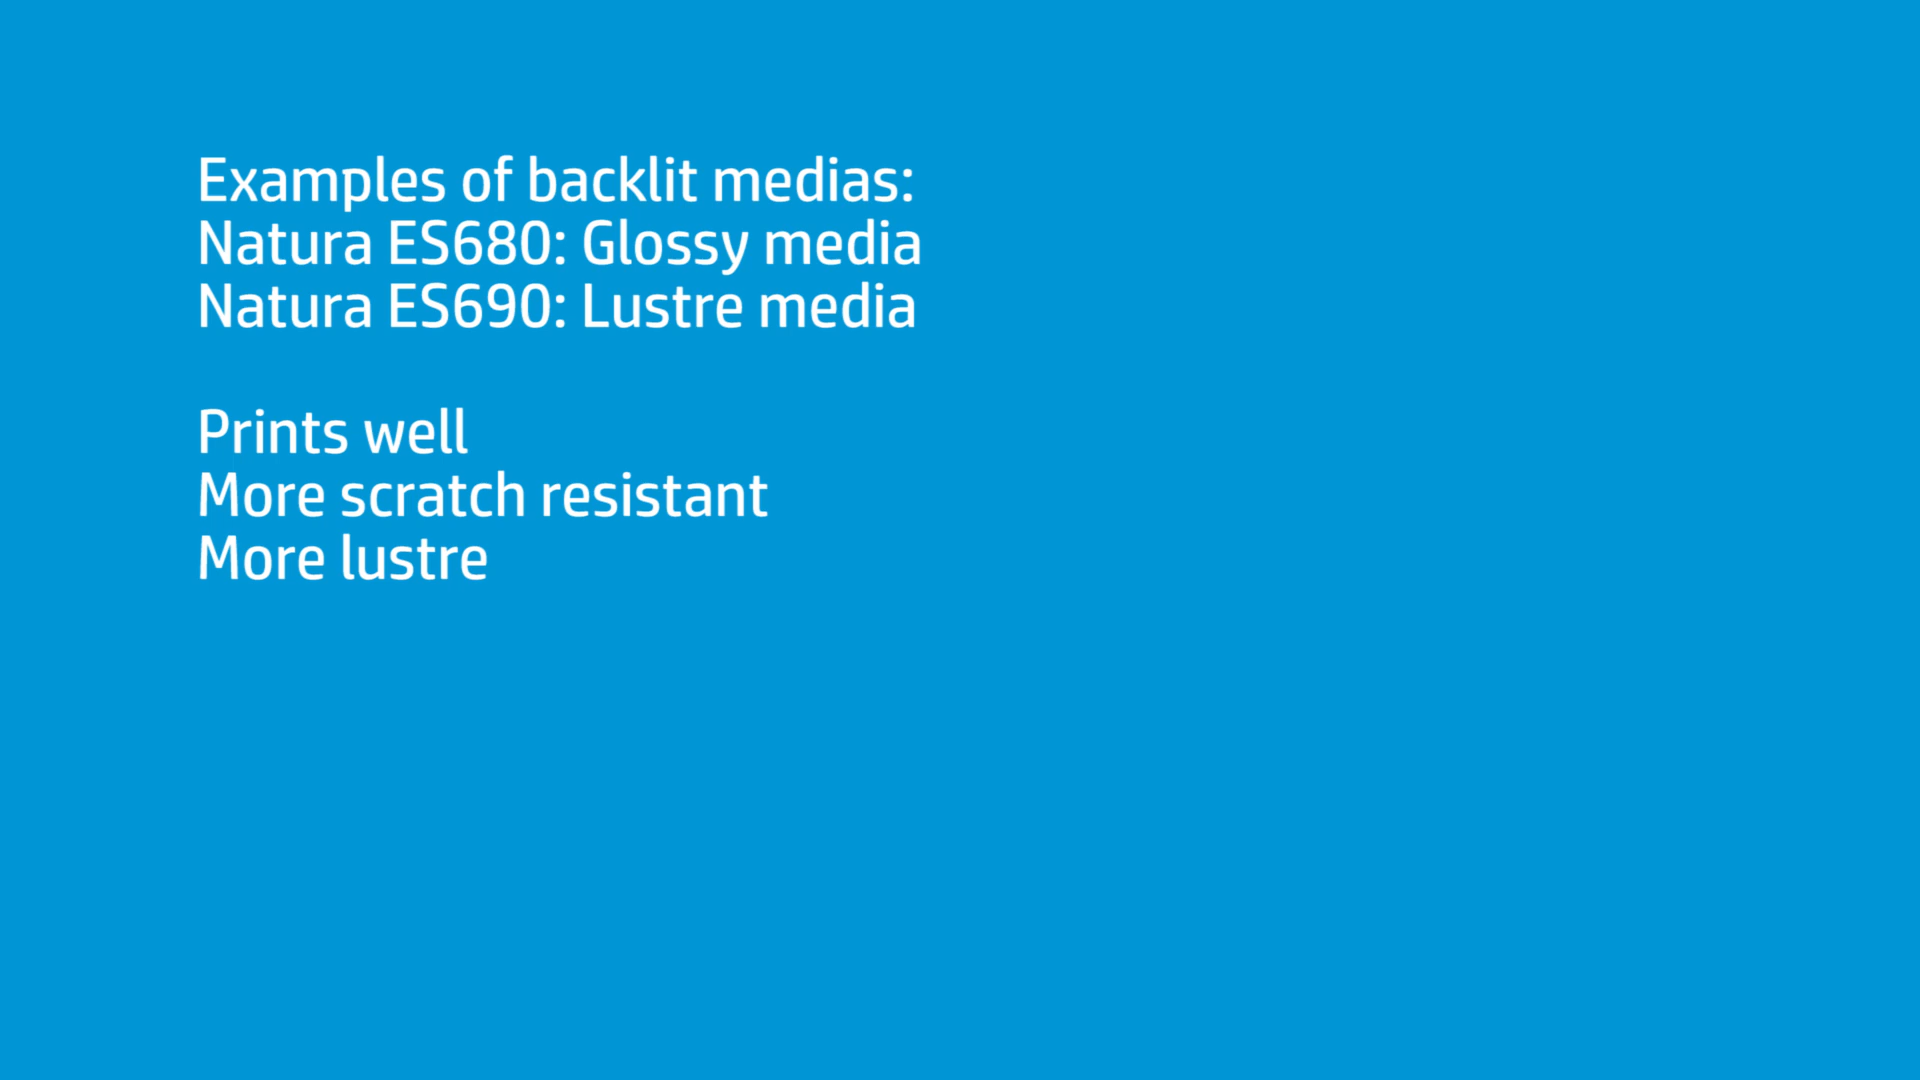 Examples of backlit medias:
Natura ES680: Glossy media
Natura ES690: Lustre media
Prints well
More scratch resistant
More lustre